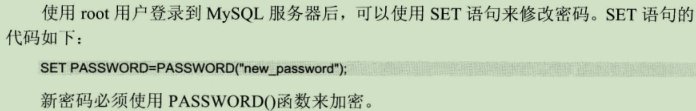 使用 root 用户登录到 MySQL 服务器后，可以使用 SET 语句来修改密码。SET 语句的
代码如下：
SET PASSWORD=PASSWORD("new_password");
新密码必须使用 PASSWORD()函数来加密。